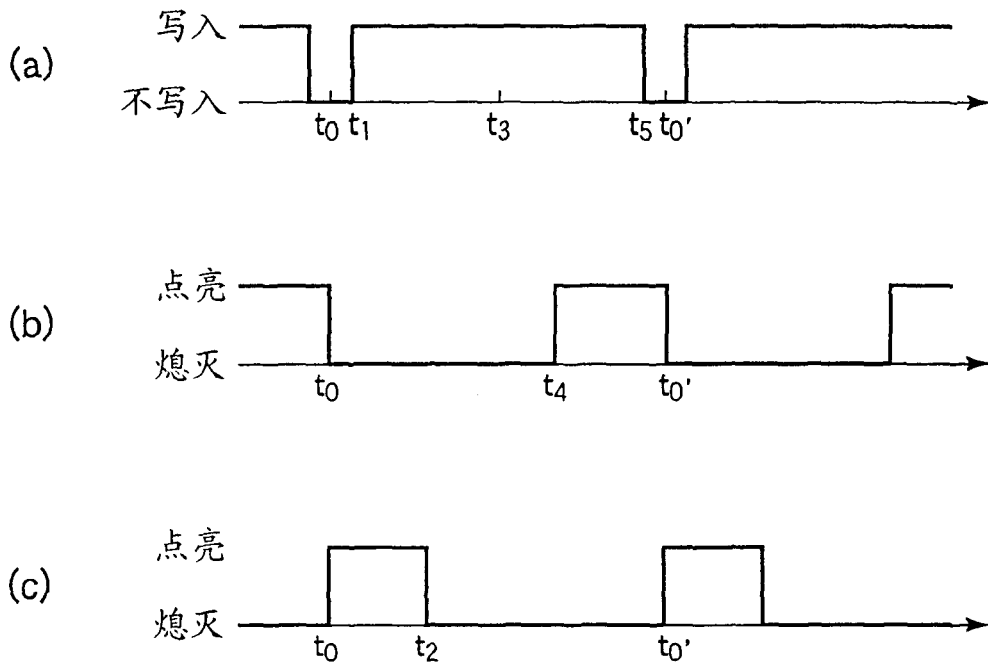 (a)
写入
不写入
t0 t1 t3 t5 t0'
(b)
点亮
熄灭
t0 t4 t0'
(c)
点亮
熄灭
t0 t2 t0'